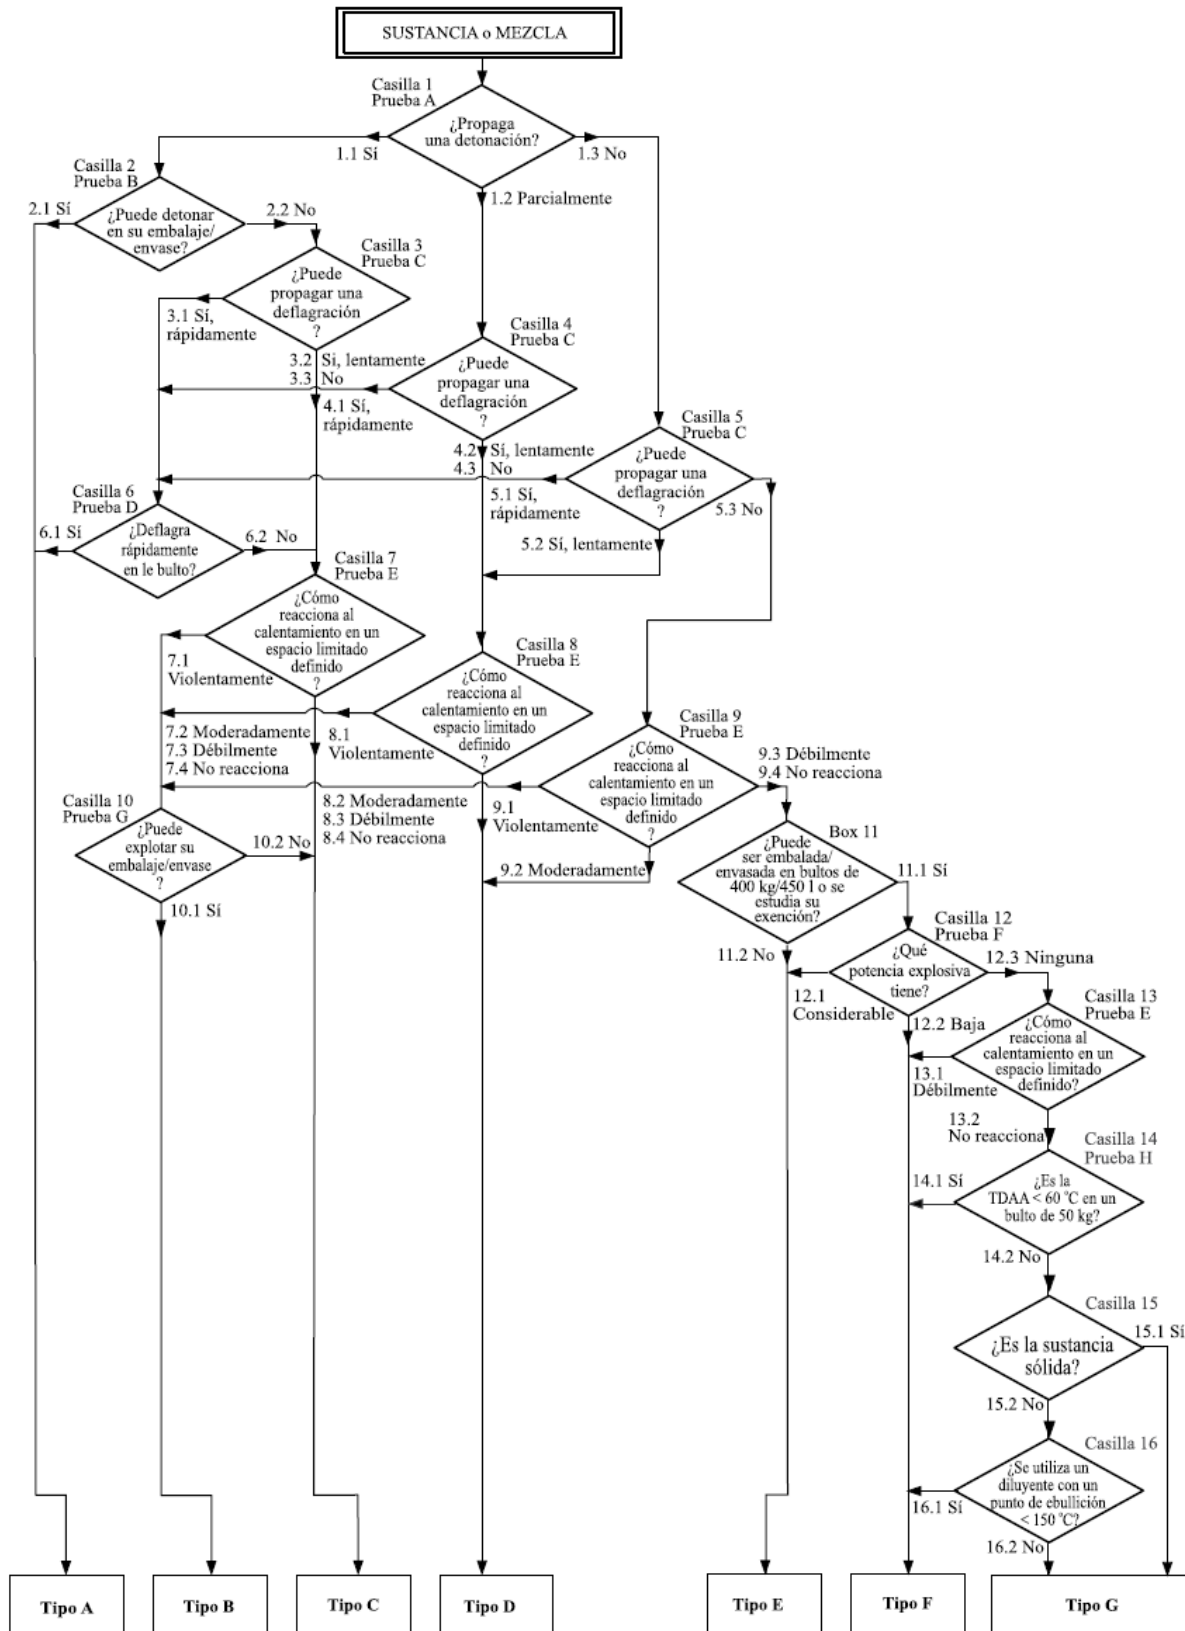 SUSTANCIA o MEZCLA
Casilla 1
Prueba A
¿Propaga
una detonación?
1.1 Sí
1.3 No
1.2 Parcialmente
Casilla 2
Prueba B
2.1 Sí
2.2 No
¿Puede detonar
en su embalaje/
envase?
Casilla 3
Prueba C
¿Puede
propagar una
deflagración
?
3.1 Sí,
rápidamente
3.2 Si, lentamente
3.3 No
Casilla 4
Prueba C
¿Puede
propagar una
deflagración
?
4.1 Sí,
rápidamente
4.2 Sí, lentamente
4.3 No
Casilla 5
Prueba C
¿Puede
propagar una
deflagración
?
5.1 Sí,
rápidamente
5.3 No
5.2 Sí, lentamente
Casilla 6
Prueba D
6.1 Sí
6.2 No
¿Deflagra
rápidamente
en le bulto?
Casilla 7
Prueba E
¿Cómo
reacciona al
calentamiento en un
espacio limitado
definido
?
7.1
Violentamente
7.2 Moderadamente
7.3 Débilmente
7.4 No reacciona
Casilla 8
Prueba E
¿Cómo
reacciona al
calentamiento en un
espacio limitado
definido
?
8.1
Violentamente
8.2 Moderadamente
8.3 Débilmente
8.4 No reacciona
Casilla 9
Prueba E
¿Cómo
reacciona al
calentamiento en un
espacio limitado
definido
?
9.3 Débilmente
9.4 No reacciona
9.1
Violentamente
9.2 Moderadamente
Casilla 10
Prueba G
¿Puede
explotar su
embalaje/envase
?
10.2 No
10.1 Sí
Box 11
¿Puede
ser embalada/
envasada en bultos de
400 kg/450 l o se
estudia su
exención?
11.1 Sí
11.2 No
Casilla 12
Prueba F
¿Qué
potencia explosiva
tiene?
12.3 Ninguna
12.1
Considerable
12.2 Baja
Casilla 13
Prueba E
¿Cómo
reacciona al
calentamiento en un
espacio limitado
definido?
13.1
Débilmente
13.2
No reacciona
Casilla 14
Prueba H
14.1 Sí
¿Es la
TDAA < 60 °C en un
bulto de 50 kg?
14.2 No
Casilla 15
15.1 Sí
¿Es la sustancia
sólida?
15.2 No
Casilla 16
¿Se utiliza un
diluyente con un
punto de ebullición
< 150 °C?
16.1 Sí
16.2 No
Tipo A
Tipo B
Tipo C
Tipo D
Tipo E
Tipo F
Tipo G